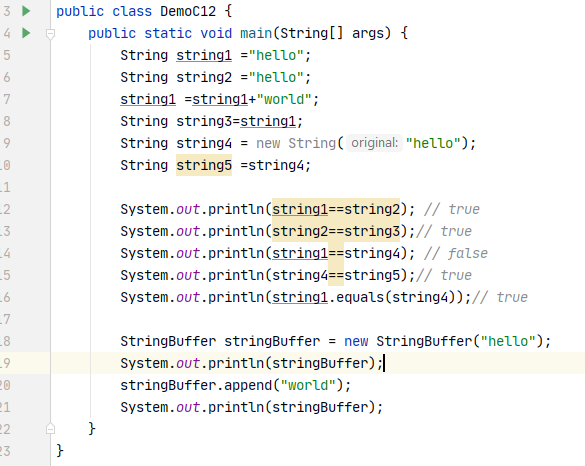 3 public class DemoC12 {
4 public static void main(String[] args) {
5 String string1 ="hello";
6 String string2 ="hello";
7 string1 =string1+"world";
8 String string3=string1;
9 String string4 = new String( original: "hello");
10 String string5 =string4;
11
12 System.out.println(string1==string2); // true
13 System.out.println(string2==string3);// true
14 System.out.println(string1==string4); // false
15 System.out.println(string4==string5);// true
16 System.out.println(string1.equals(string4));// true
17
18 StringBuffer stringBuffer = new StringBuffer("hello");
19 System.out.println(stringBuffer);
20 stringBuffer.append("world");
21 System.out.println(stringBuffer);
22 }
23 }